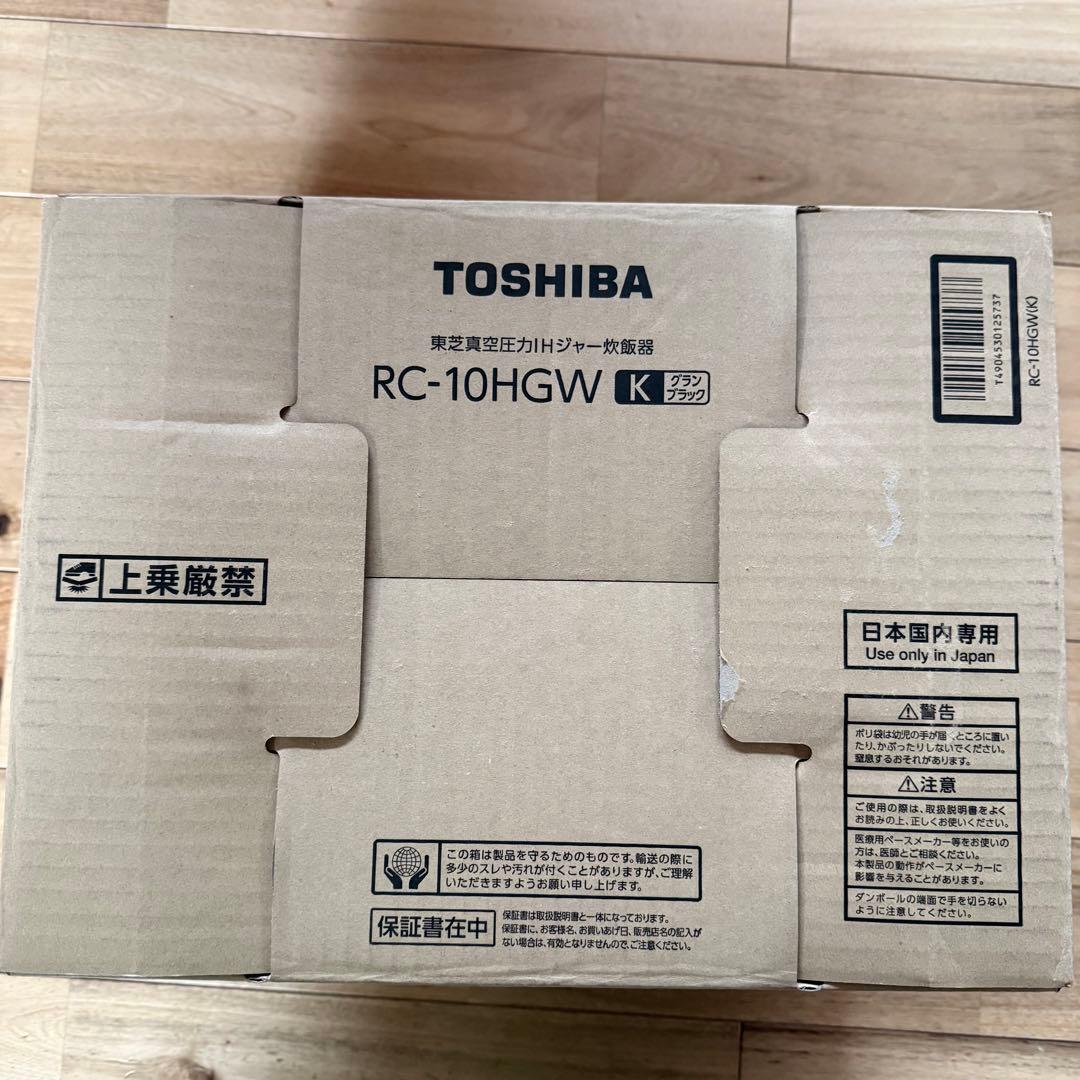 TOSHIBA
東芝真空圧力IHジャー炊飯器
RC-10HGW K グラン
ブラック
T4904530125737
RC-10HGW(K)
上乗厳禁
日本国内専用
Use only in Japan
⚠警告
ポリ袋は幼児の手が届くところに置い
たり、かぶったりしないでください。
窒息するおそれがあります。
⚠注意
ご使用の際は、取扱説明書をよく
お読みの上、正しくお使いください。
医療用ペースメーカー等をお使いの
方は、医師とご相談ください。
本製品の動作がペースメーカーに
影響を与えることがあります。
ダンボールの端面で手を切らない
ように注意してください。
この箱は製品を守るためのものです。輸送の際に
多少のスレや汚れが付くことがありますが、ご理解
いただきますようお願い申し上げます。
保証書在中
保証書は取扱説明書と一体になっております。
保証書に、お客様名、お買いあげ日、販売店名の記入が
ない場合は、有効となりませんので、ご注意ください。